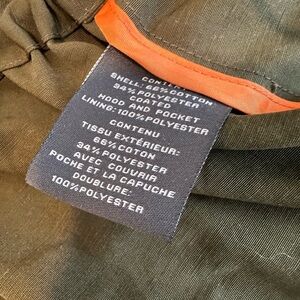 CONTENT
SHELL: 66% COTTON
34% POLYESTER
COATED
HOOD AND POCKET
LINING: 100% POLYESTER
CONTENU
TISSU EXTÉRIEUR:
66% COTON
34% POLYESTER
AVEC COUVRIR
POCHE ET LA CAPUCHE
DOUBLURE:
100% POLYESTER